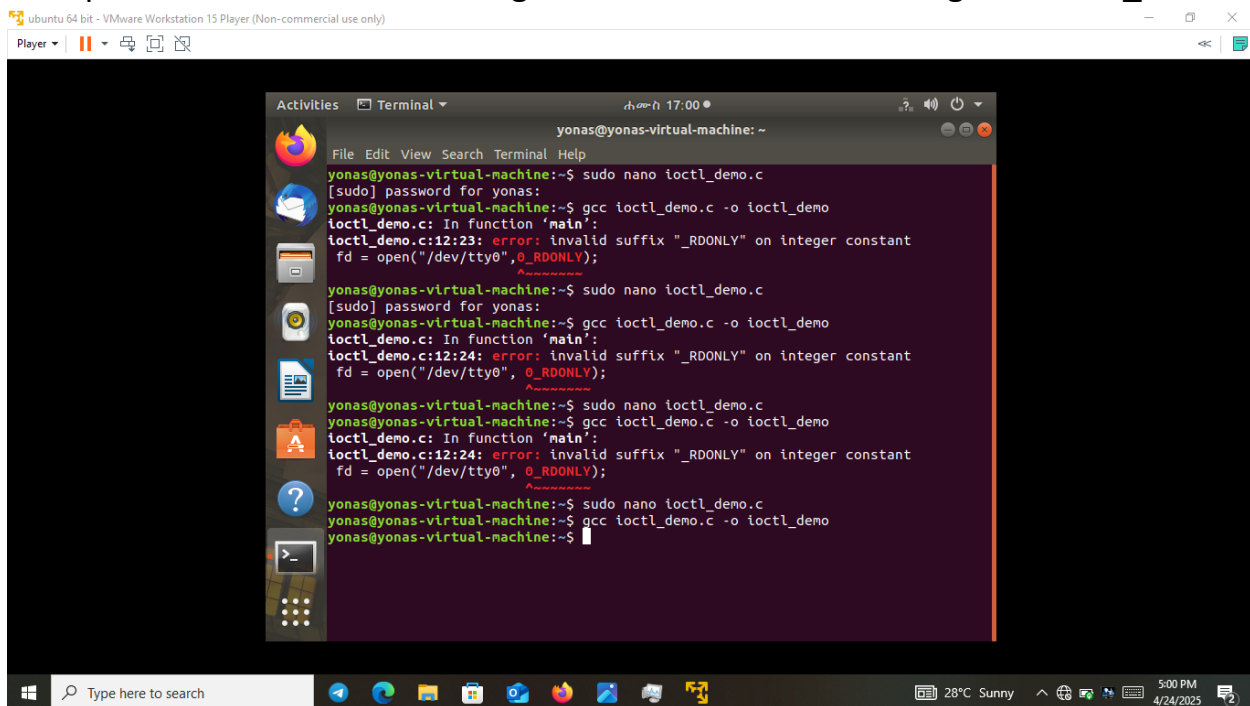 ubuntu 64 bit - VMware Workstation 15 Player (Non-commercial use only)
Player
Activities Terminal ሐሙስ 17:00
yonas@yonas-virtual-machine: ~
File Edit View Search Terminal Help
yonas@yonas-virtual-machine:~$ sudo nano ioctl_demo.c
[sudo] password for yonas:
yonas@yonas-virtual-machine:~$ gcc ioctl_demo.c -o ioctl_demo
ioctl_demo.c: In function ‘main’:
ioctl_demo.c:12:23: error: invalid suffix "_RDONLY" on integer constant
fd = open("/dev/tty0",0_RDONLY);
^~~~~~~~
yonas@yonas-virtual-machine:~$ sudo nano ioctl_demo.c
[sudo] password for yonas:
yonas@yonas-virtual-machine:~$ gcc ioctl_demo.c -o ioctl_demo
ioctl_demo.c: In function ‘main’:
ioctl_demo.c:12:24: error: invalid suffix "_RDONLY" on integer constant
fd = open("/dev/tty0", 0_RDONLY);
^~~~~~~~
yonas@yonas-virtual-machine:~$ sudo nano ioctl_demo.c
yonas@yonas-virtual-machine:~$ gcc ioctl_demo.c -o ioctl_demo
ioctl_demo.c: In function ‘main’:
ioctl_demo.c:12:24: error: invalid suffix "_RDONLY" on integer constant
fd = open("/dev/tty0", 0_RDONLY);
^~~~~~~~
yonas@yonas-virtual-machine:~$ sudo nano ioctl_demo.c
yonas@yonas-virtual-machine:~$ gcc ioctl_demo.c -o ioctl_demo
yonas@yonas-virtual-machine:~$
Type here to search
28°C Sunny
5:00 PM
4/24/2025